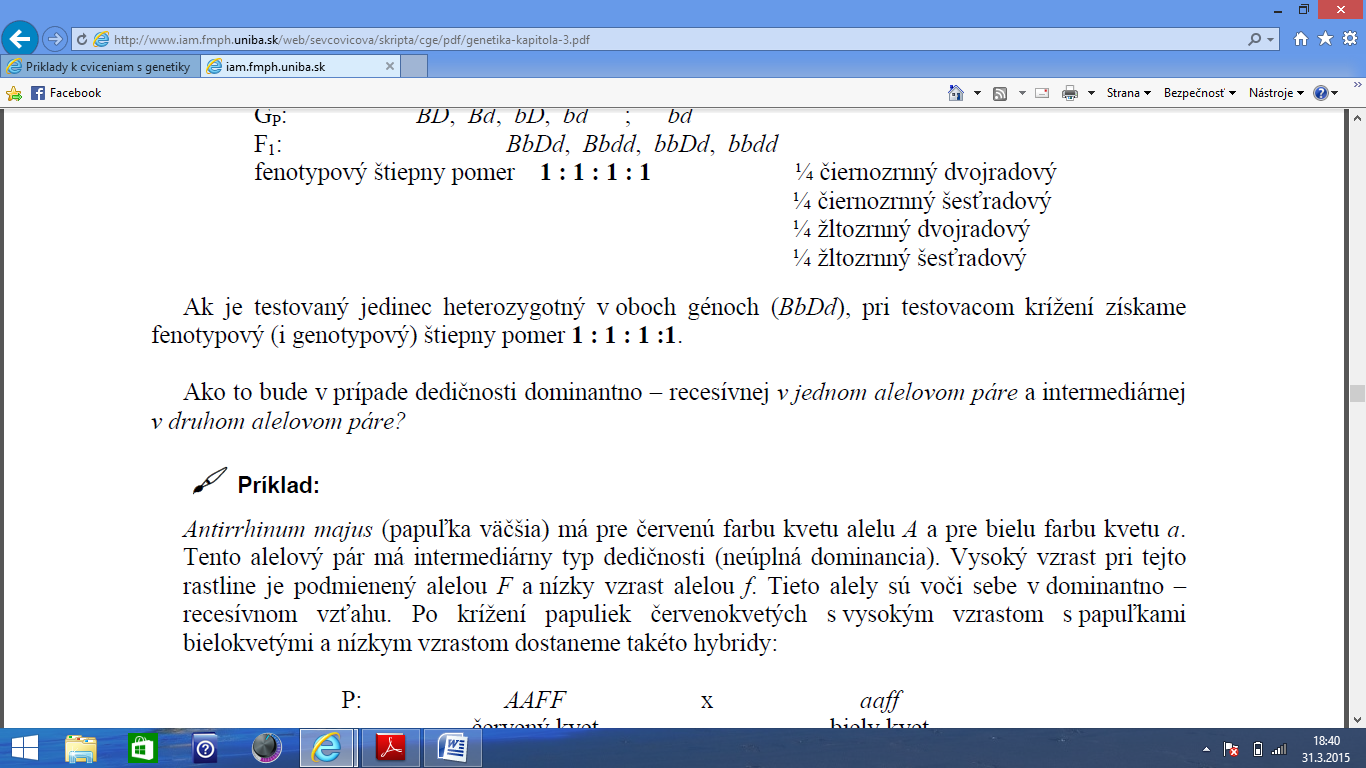 http://www.iam.fmph.uniba.sk/web/sevcovicova/skripta/cge/pdf/genetika-kapitola-3.pdf
Priklady k cviceniam s genetiky iam.fmph.uniba.sk
Facebook Strana Bezpečnosť Nástroje
GP: BD, Bd, bD, bd ; bd
F1: BbDd, Bbdd, bbDd, bbdd
fenotypový štiepny pomer 1 : 1 : 1 : 1 ¼ čiernozrnný dvojradový
¼ čiernozrnný šesťradový
¼ žltozrnný dvojradový
¼ žltozrnný šesťradový
Ak je testovaný jedinec heterozygotný v oboch génoch (BbDd), pri testovacom krížení získame
fenotypový (i genotypový) štiepny pomer 1 : 1 : 1 :1.
Ako to bude v prípade dedičnosti dominantno – recesívnej v jednom alelovom páre a intermediárnej
v druhom alelovom páre?
Príklad:
Antirrhinum majus (papuľka väčšia) má pre červenú farbu kvetu alelu A a pre bielu farbu kvetu a.
Tento alelový pár má intermediárny typ dedičnosti (neúplná dominancia). Vysoký vzrast pri tejto
rastline je podmienený alelou F a nízky vzrast alelou f. Tieto alely sú voči sebe v dominantno –
recesívnom vzťahu. Po krížení papuliek červenokvetých s vysokým vzrastom s papuľkami
bielokvetými a nízkym vzrastom dostaneme takéto hybridy:
P: AAFF x aaff
červený kvet biely kvet
18:40
31.3.2015